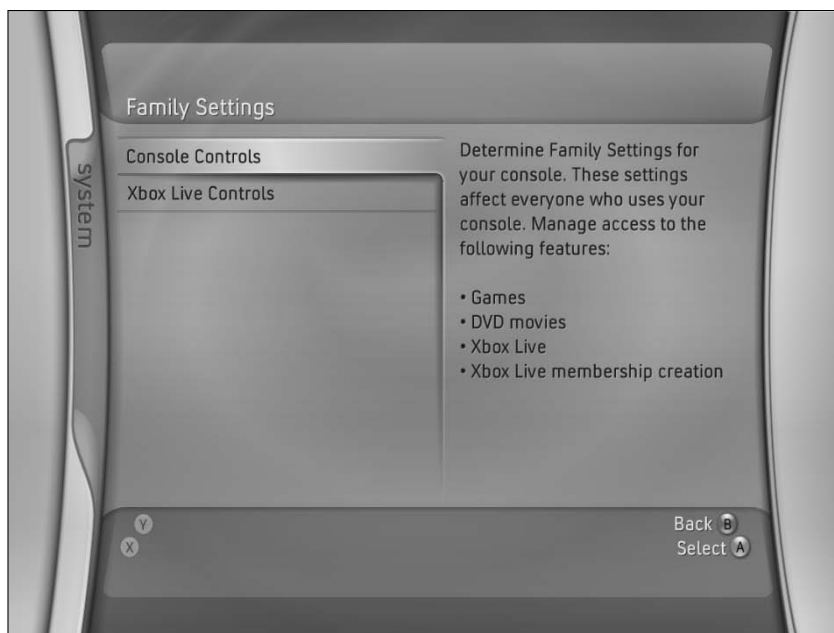 Family Settings
system
Console Controls
Xbox Live Controls
Determine Family Settings for
your console. These settings
affect everyone who uses your
console. Manage access to the
following features:
• Games
• DVD movies
• Xbox Live
• Xbox Live membership creation
Y
X
Back B
Select A